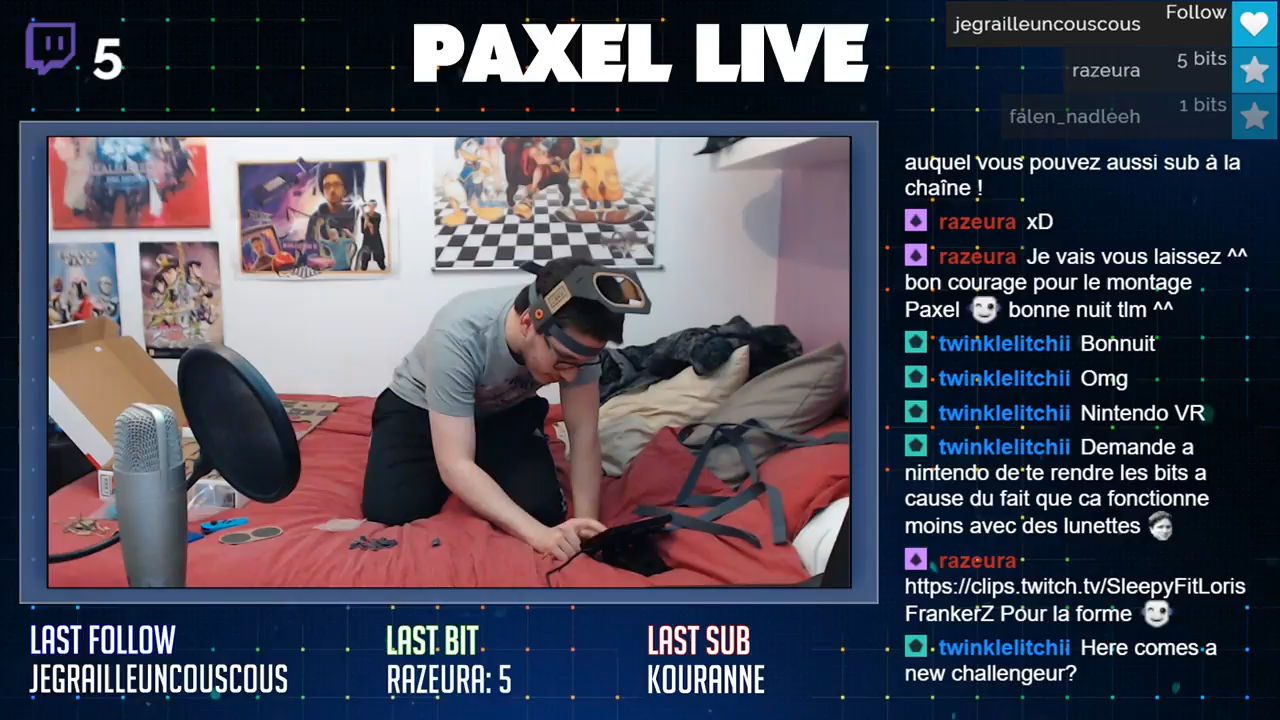 5
PAXEL LIVE
jegrailleuncouscous Follow
razeura 5 bits
fálen_nadléeh 1 bits
auquel vous pouvez aussi sub à la
chaîne !
razeura xD
razeura Je vais vous laissez ^^
bon courage pour le montage
Paxel bonne nuit tlm ^^
twinklelitchii Bonnuit
twinklelitchii Omg
twinklelitchii Nintendo VR
twinklelitchii Demande a
nintendo de te rendre les bits a
cause du fait que ca fonctionne
moins avec des lunettes
razeura
https://clips.twitch.tv/SleepyFitLoris
FrankerZ Pour la forme
twinklelitchii Here comes a
new challengeur?
LAST FOLLOW
JEGRAILLEUNCOUSCOUS
LAST BIT
RAZEURA: 5
LAST SUB
KOURANNE